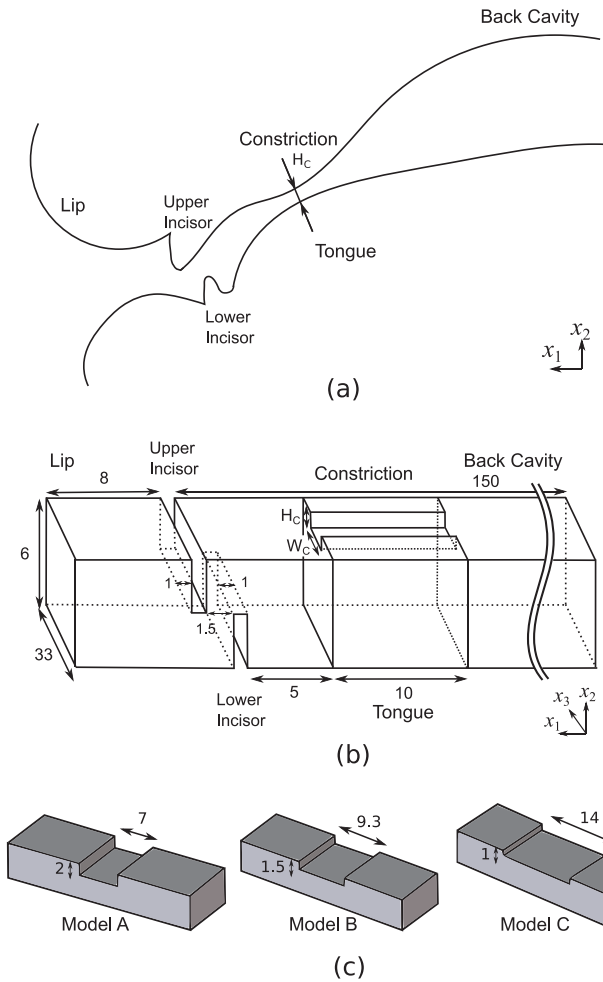 Back Cavity
Constriction
H_C
Upper
Incisor
Lip
Tongue
Lower
Incisor
x_2
x_1
(a)
Lip
Upper
Incisor
Constriction
Back Cavity
8
150
H_C
W_C
6
1
1
1.5
33
5
10
Lower
Incisor
Tongue
x_3
x_2
x_1
(b)
7
9.3
14
2
1.5
1
Model A
Model B
Model C
(c)